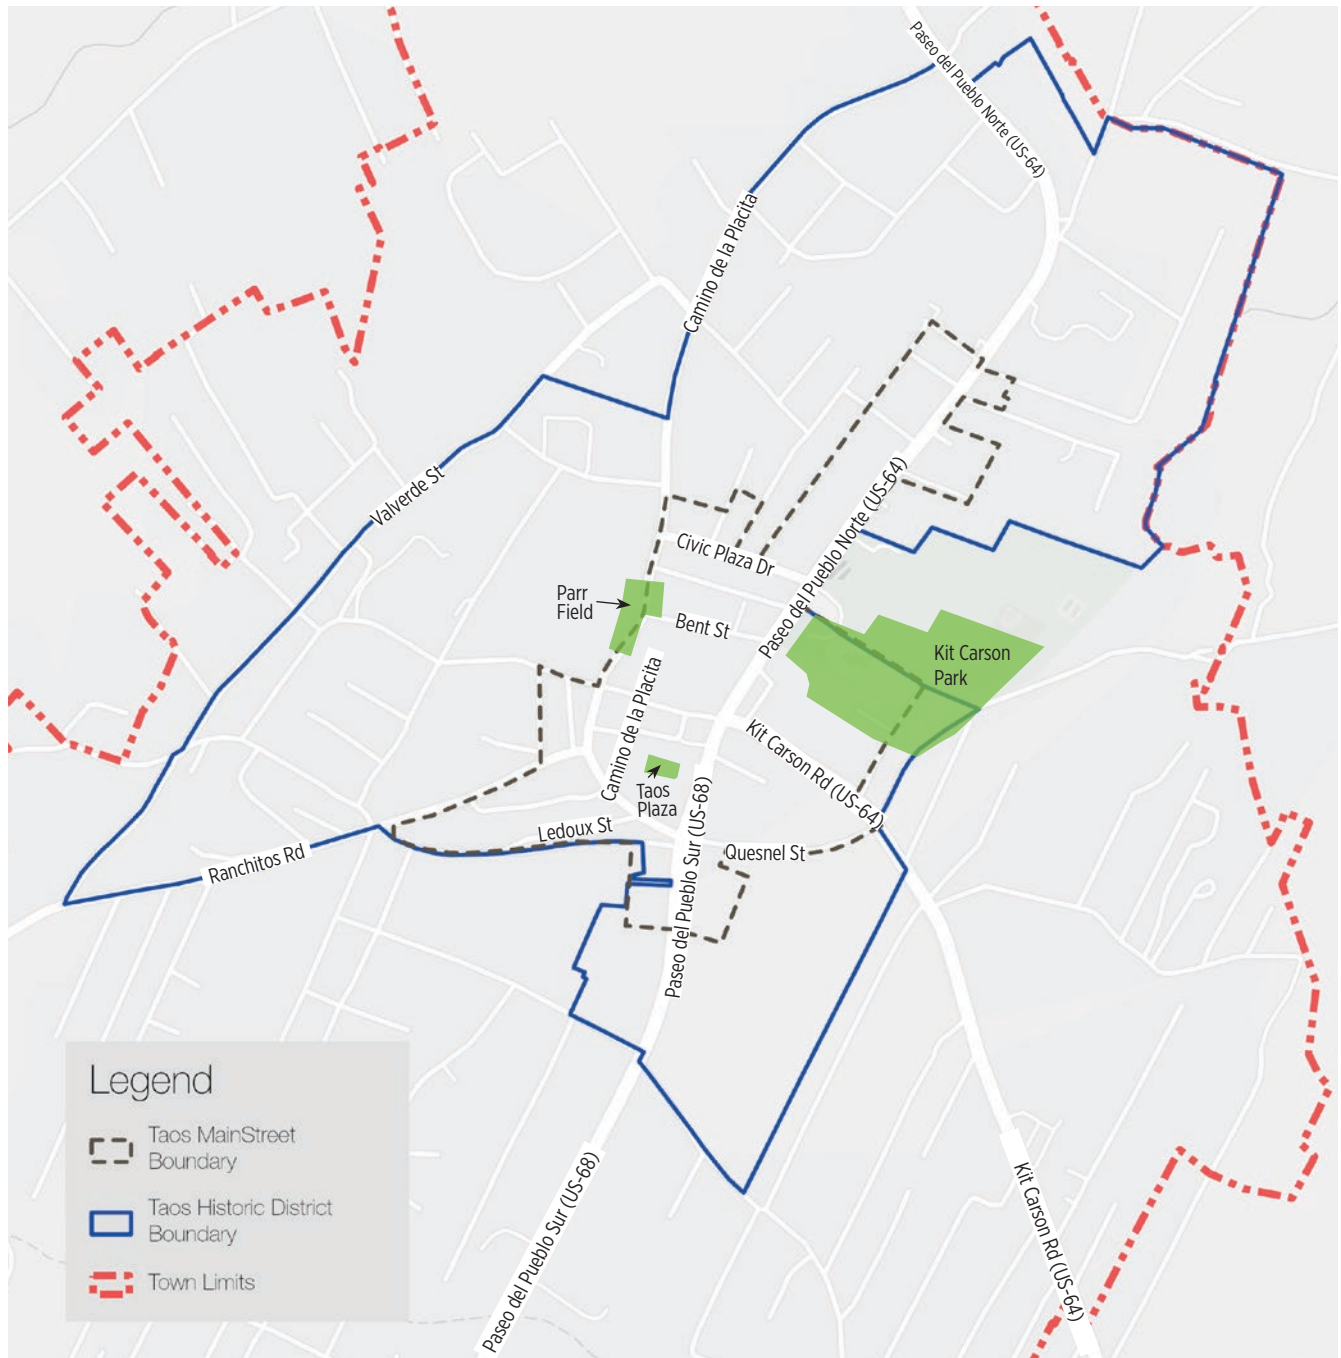 Paseo del Pueblo Norte (US-64)
Camino de la Placita
Valverde St
Paseo del Pueblo Norte (US-64)
Civic Plaza Dr
Parr
Field
Bent St
Kit Carson
Park
Camino de la Placita
Kit Carson Rd (US-64)
Taos
Plaza
Ledoux St
Quesnel St
Ranchitos Rd
Paseo del Pueblo Sur (US-68)
Legend
Taos MainStreet
Boundary
Taos Historic District
Boundary
Town Limits
Paseo del Pueblo Sur (US-68)
Kit Carson Rd (US-64)